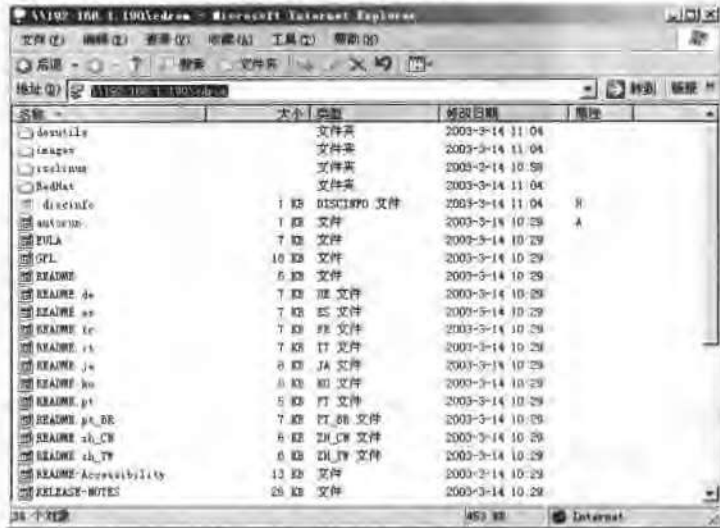 \\192.168.1.190\cdrom - Microsoft Internet Explorer
文件(F) 编辑(E) 查看(V) 收藏(A) 工具(T) 帮助(H)
后退 搜索 文件夹
地址(D) \\192.168.1.190\cdrom 转到 链接 »
名称 大小 类型 修改日期 属性
dosutils 文件夹 2003-3-14 11:04
images 文件夹 2003-3-14 11:04
isolinux 文件夹 2003-3-14 10:58
RedHat 文件夹 2003-3-14 11:04
.discinfo 1 KB DISCINFO 文件 2003-3-14 11:04 H
autorun 1 KB 文件 2003-3-14 10:29 A
EULA 7 KB 文件 2003-3-14 10:29
GPL 18 KB 文件 2003-3-14 10:29
README 6 KB 文件 2003-3-14 10:29
README.de 7 KB DE 文件 2003-3-14 10:29
README.es 7 KB ES 文件 2003-3-14 10:29
README.fr 7 KB FR 文件 2003-3-14 10:29
README.it 7 KB IT 文件 2003-3-14 10:29
README.ja 8 KB JA 文件 2003-3-14 10:29
README.ko KB KO 文件 2003-3-14 10:29
README.pt 5 KB PT 文件 2003-3-14 10:29
README.pt_BR 7 KB PT_BR 文件 2003-3-14 10:29
README.zh_CN 6 KB ZH_CN 文件 2003-3-14 10:29
README.zh_TW 6 KB ZH_TW 文件 2003-3-14 10:29
README-Accessibility 13 KB 文件 2003-3-14 10:29
RELEASE-NOTES 26 KB 文件 2003-3-14 10:29
个对象 453 KB Internet